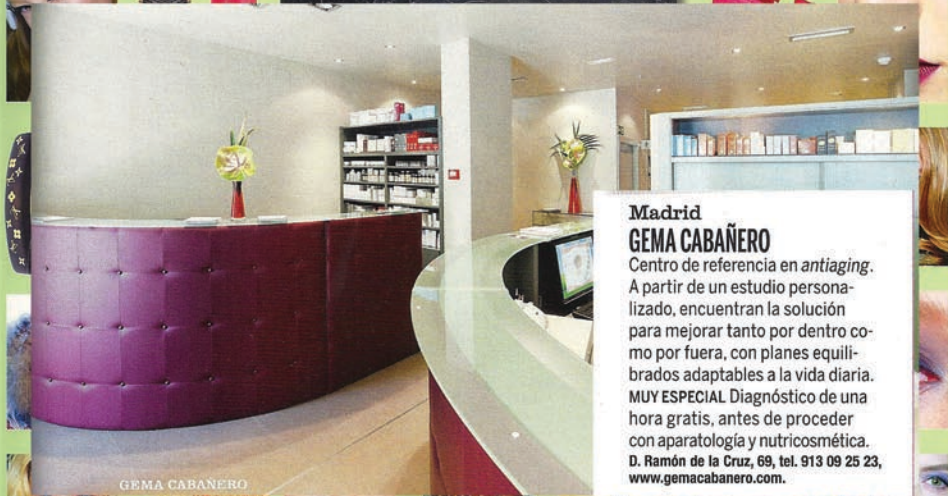 Madrid
GEMA CABAÑERO
Centro de referencia en antiaging.
A partir de un estudio persona-
lizado, encuentran la solución
para mejorar tanto por dentro co-
mo por fuera, con planes equili-
brados adaptables a la vida diaria.
MUY ESPECIAL Diagnóstico de una
hora gratis, antes de proceder
con aparatología y nutricosmética.
D. Ramón de la Cruz, 69, tel. 913 09 25 23,
www.gemacabanero.com.
GEMA CABAÑERO